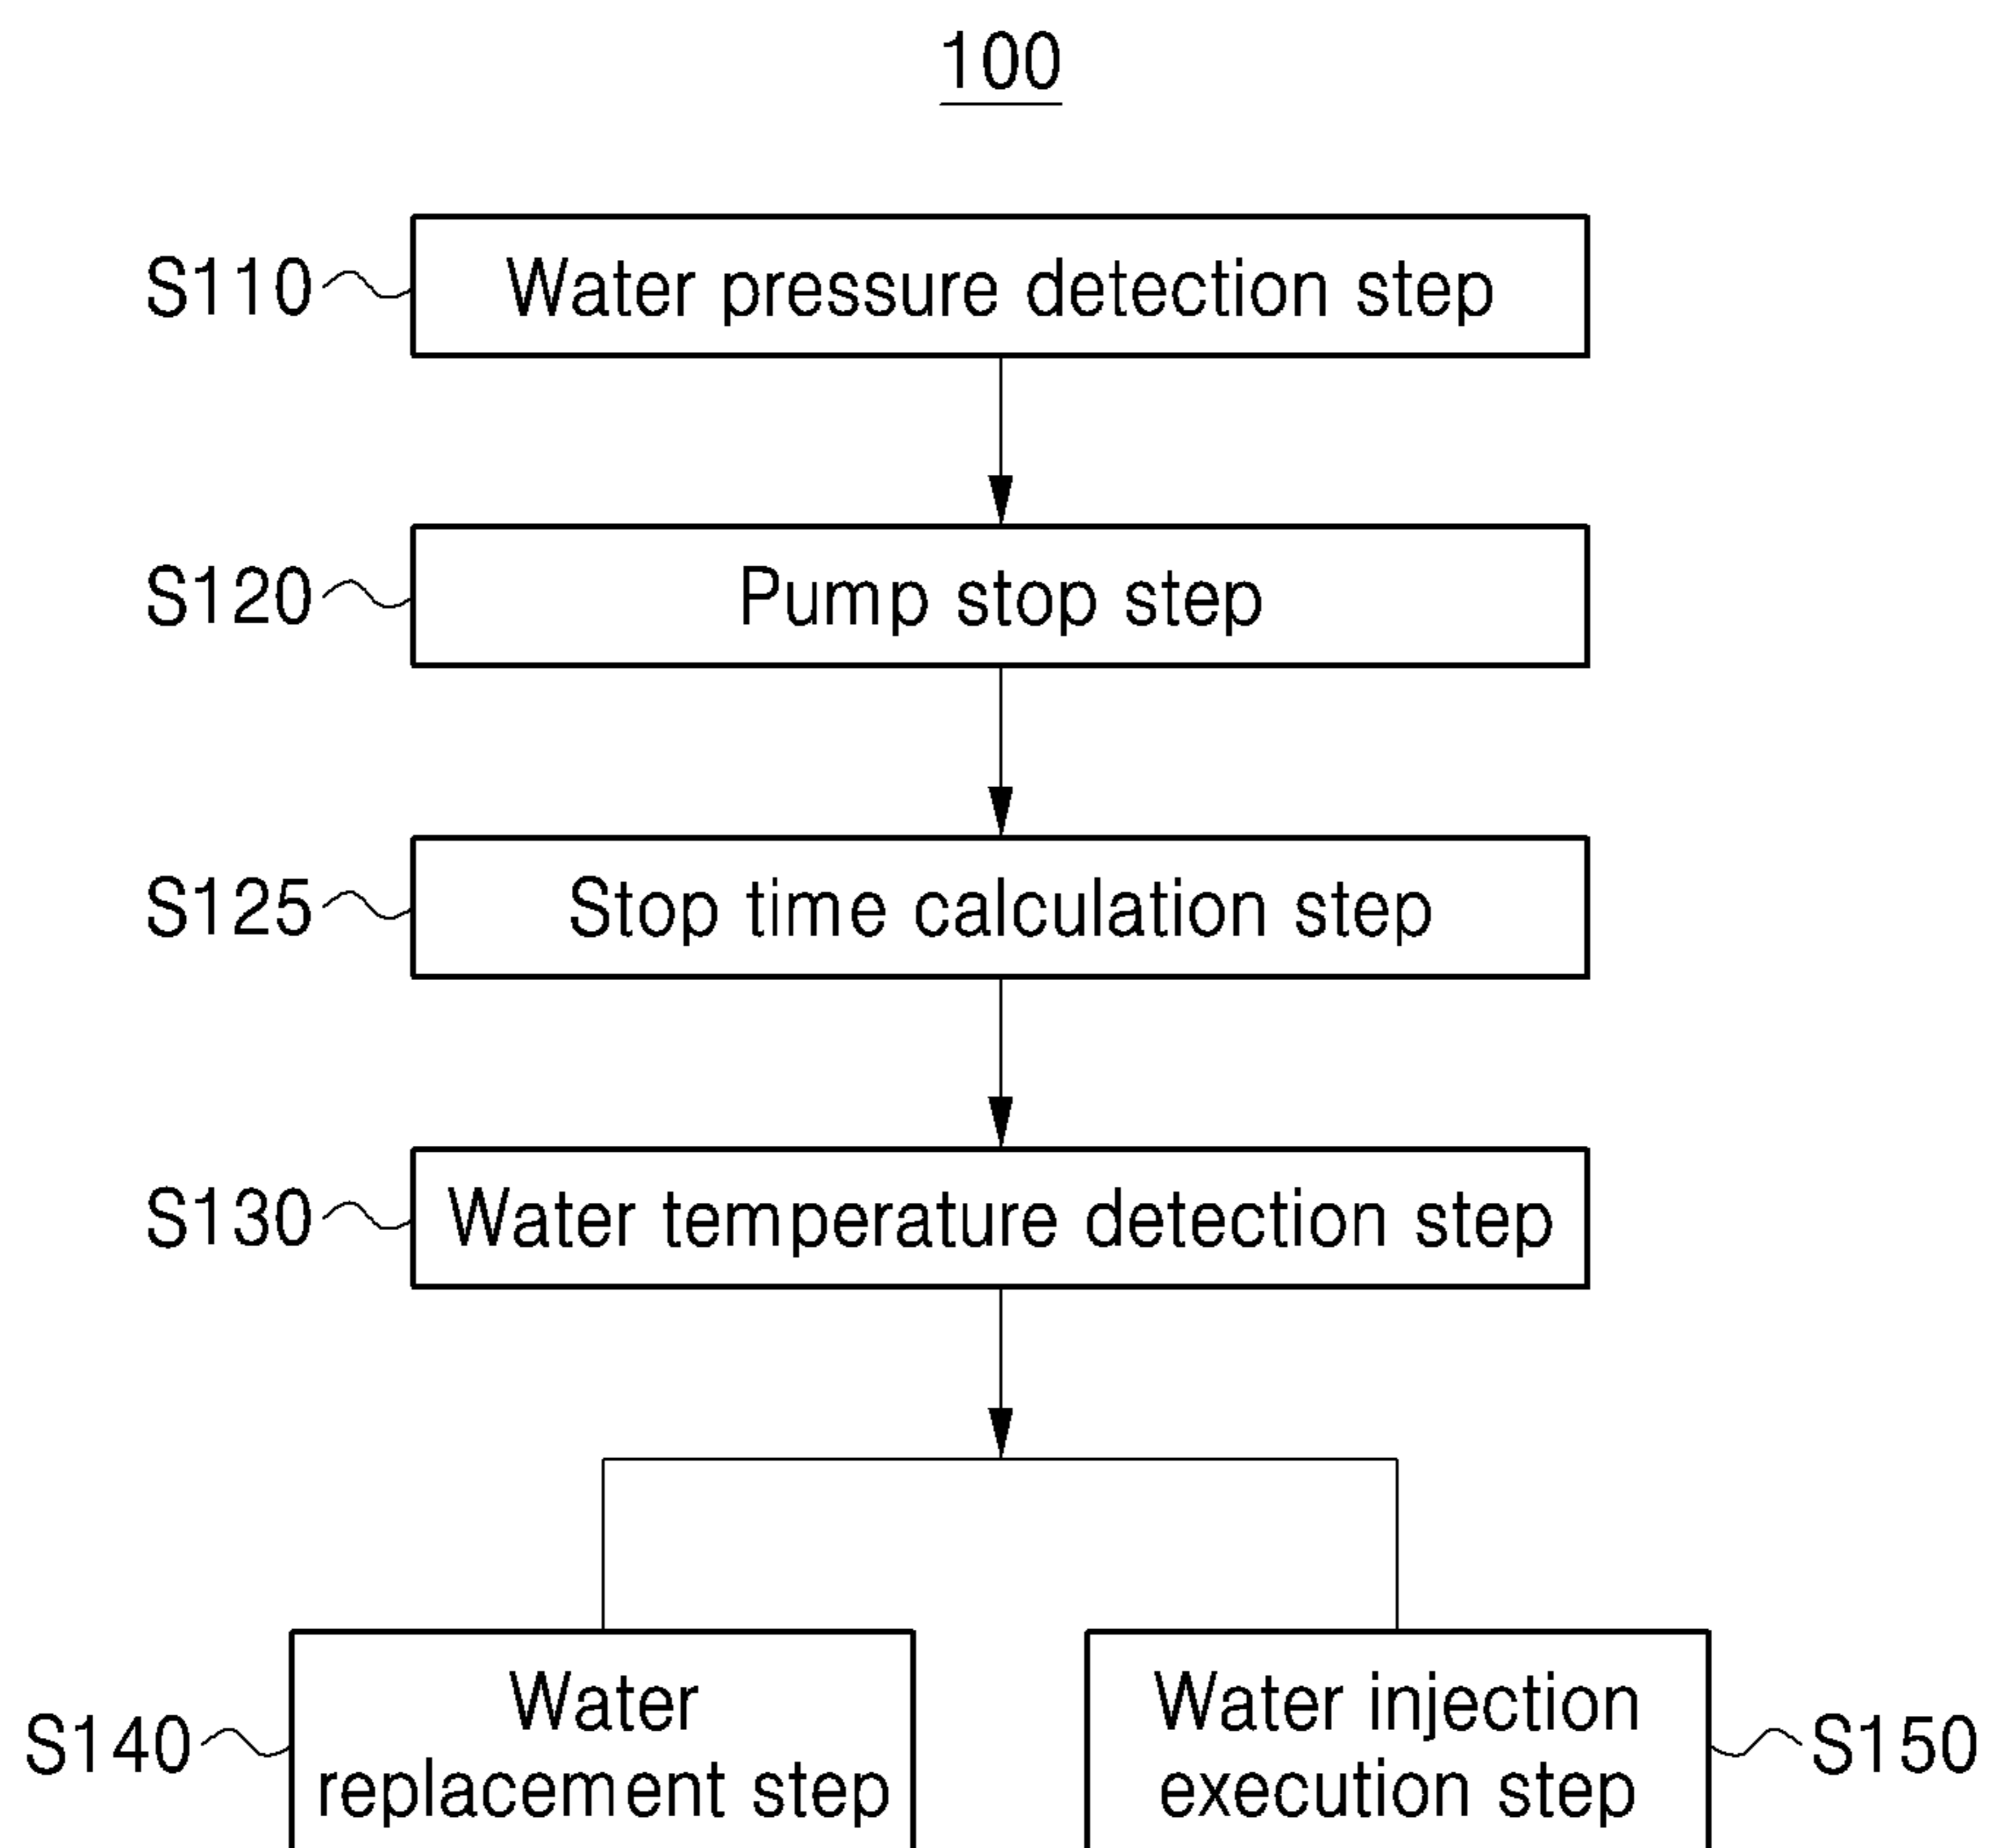 100
S110
Water pressure detection step
S120
Pump stop step
S125
Stop time calculation step
S130
Water temperature detection step
S140
Water
replacement step
Water injection
execution step
S150